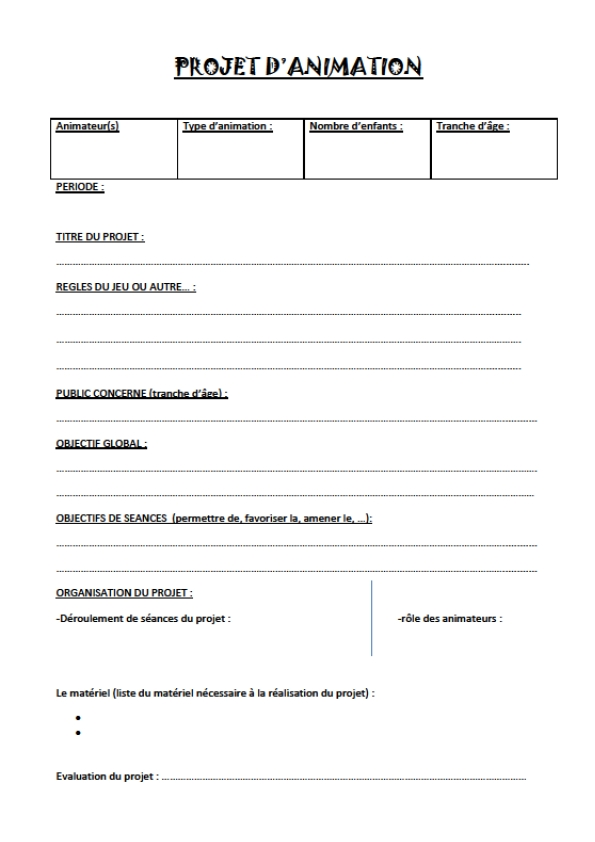 PROJET D'ANIMATION
Animateur(s) Type d'animation : Nombre d'enfants : Tranche d'âge :
PERIODE :
TITRE DU PROJET :
REGLES DU JEU OU AUTRE... :
PUBLIC CONCERNE (tranche d'âge) :
OBJECTIF GLOBAL :
OBJECTIFS DE SEANCES (permettre de, favoriser la, amener le, ...):
ORGANISATION DU PROJET :
-Déroulement de séances du projet : -rôle des animateurs :
Le matériel (liste du matériel nécessaire à la réalisation du projet) :
•
•
Evaluation du projet : ................................................................